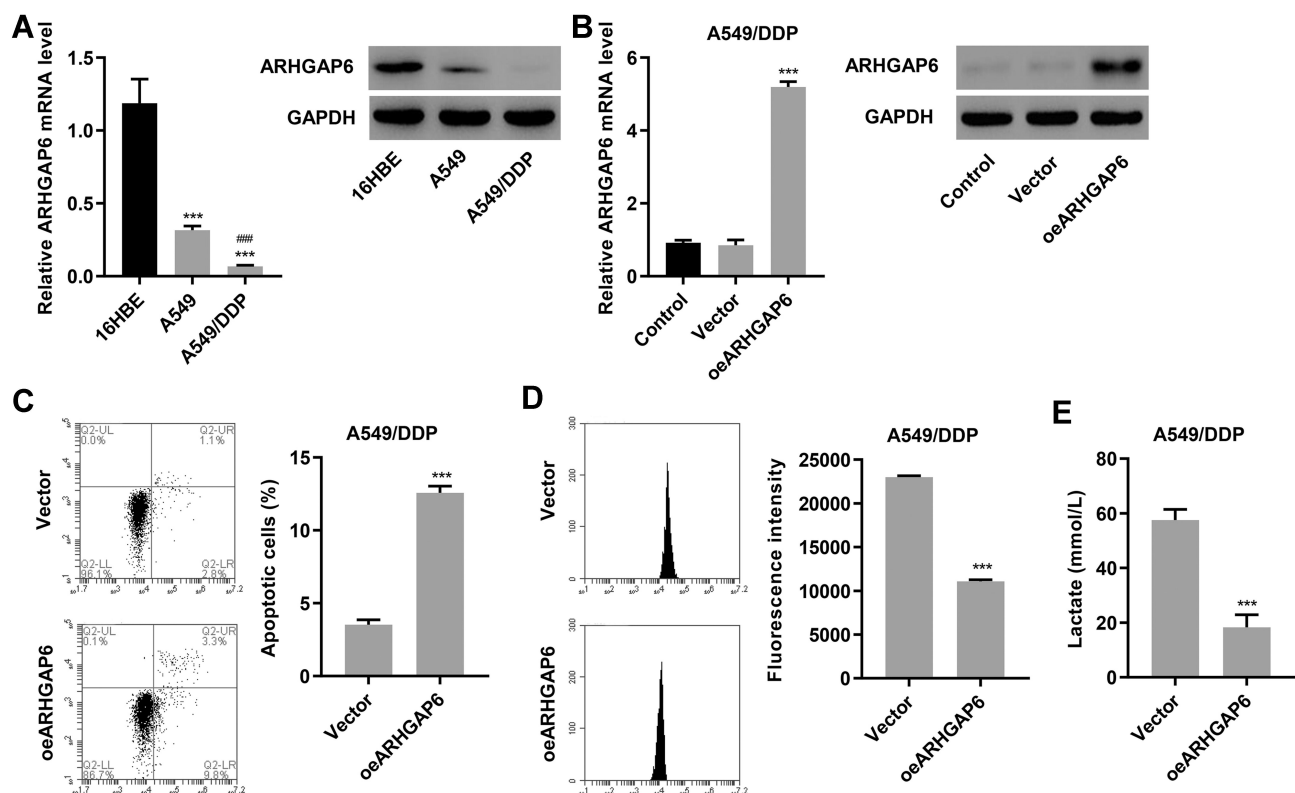 A
Relative ARHGAP6 mRNA level
1.5
1.0
0.5
0.0
***
###
***
16HBE
A549
A549/DDP
ARHGAP6
GAPDH
16HBE
A549
A549/DDP
B
A549/DDP
Relative ARHGAP6 mRNA level
6
4
2
0
***
Control
Vector
oeARHGAP6
ARHGAP6
GAPDH
Control
Vector
oeARHGAP6
C
Vector
Q2-UL
0.0%
Q2-UR
1.1%
Q2-LL
96.1%
Q2-LR
2.8%
oeARHGAP6
Q2-UL
0.1%
Q2-UR
3.3%
Q2-LL
86.7%
Q2-LR
9.8%
A549/DDP
Apoptotic cells (%)
15
10
5
0
***
Vector
oeARHGAP6
D
Vector
300
200
100
0
oeARHGAP6
300
200
100
0
A549/DDP
Fluorescence intensity
25000
20000
15000
10000
5000
0
***
Vector
oeARHGAP6
E
A549/DDP
Lactate (mmol/L)
80
60
40
20
0
***
Vector
oeARHGAP6